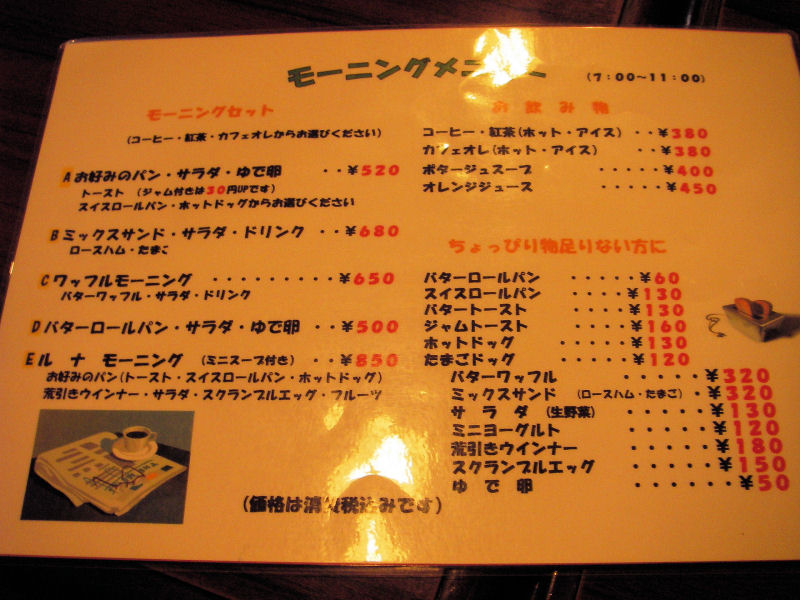 モーニングメニュー
(7:00〜11:00)
モーニングセット
(コーヒー・紅茶・カフェオレからお選びください)
A お好みのパン・サラダ・ゆで卵 ・・¥520
トースト (ジャム付きは30円UPです)
スイスロールパン・ホットドッグからお選びください
B ミックスサンド・サラダ・ドリンク ・・¥680
ロースハム・たまご
C ワッフルモーニング ・・・・・・・・・¥650
バターワッフル・サラダ・ドリンク
D バターロールパン・サラダ・ゆで卵 ・・¥500
E ル ナ モーニング (ミニスープ付き) ・・¥850
お好みのパン(トースト・スイスロールパン・ホットドッグ)
荒引きウインナー・サラダ・スクランブルエッグ・フルーツ
(価格は消費税込みです)
お飲み物
コーヒー・紅茶(ホット・アイス) ・・¥380
カフェオレ(ホット・アイス) ・・¥380
ポタージュスープ ・・・・・¥400
オレンジジュース ・・・・・¥450
ちょっぴり物足りない方に
バターロールパン ・・・・・¥60
スイスロールパン ・・・・¥130
バタートースト ・・・・・¥130
ジャムトースト ・・・・・¥160
ホットドッグ ・・・・・¥130
たまごドッグ ・・・・・¥120
バターワッフル ・・・・・¥320
ミックスサンド (ロースハム・たまご)・¥320
サ ラ ダ (生野菜) ・・・・・¥130
ミニヨーグルト ・・・・・¥120
荒引きウインナー ・・・・・¥180
スクランブルエッグ ・・・・・¥150
ゆ で 卵 ・・・・・・¥50